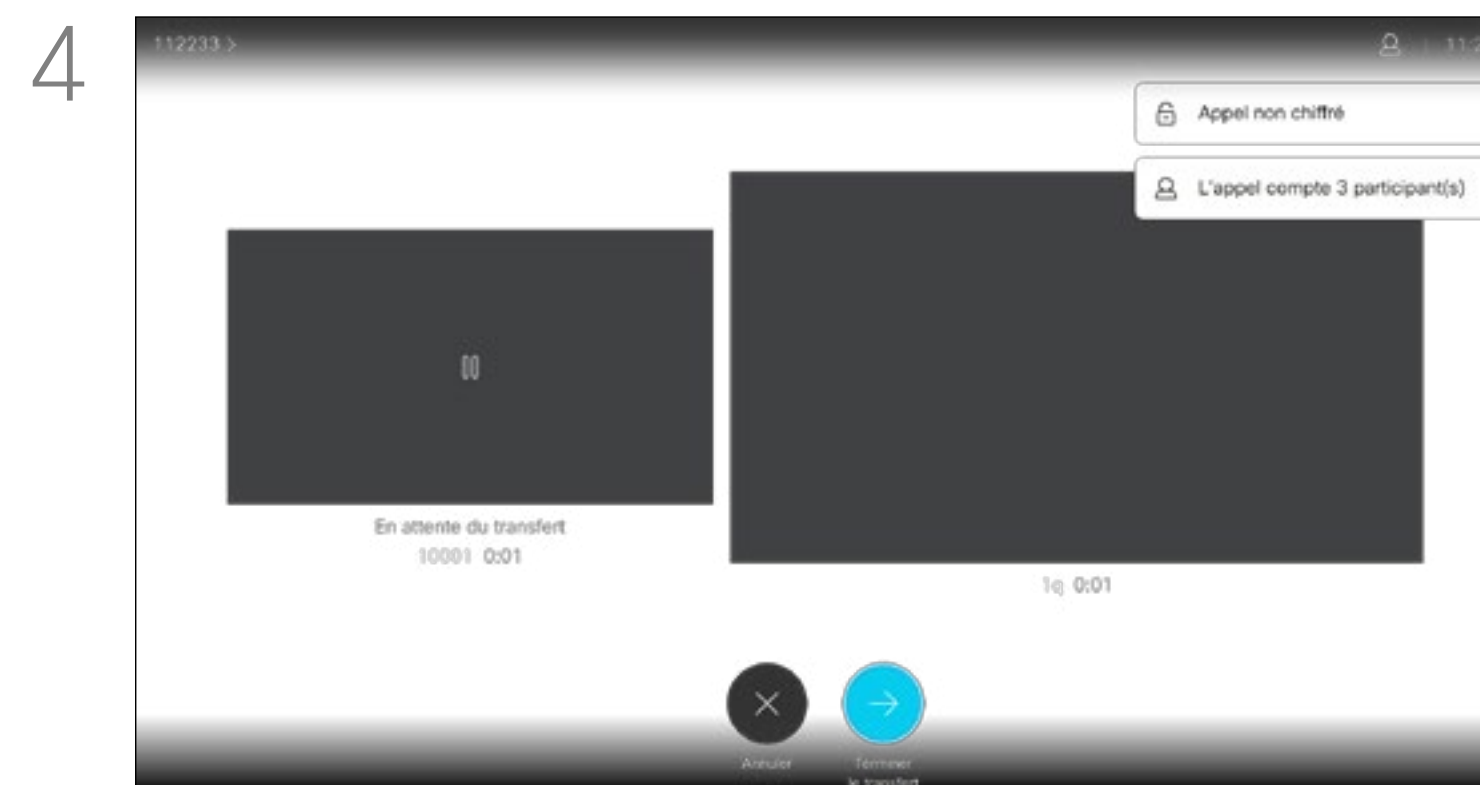 4
112233 >
Appel non chiffré
L'appel compte 3 participant(s)
En attente du transfert
10001 0:01
0:01
Annuler
Terminer
le transfert